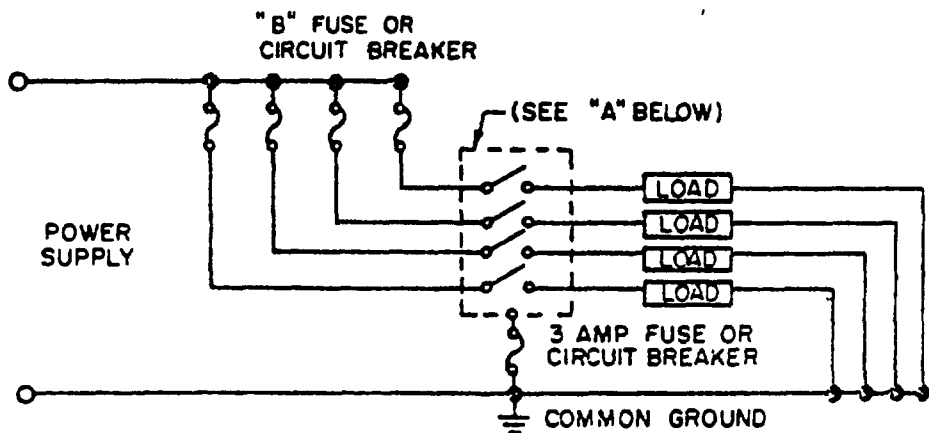 "B" FUSE OR
CIRCUIT BREAKER
(SEE "A" BELOW)
LOAD
LOAD
LOAD
LOAD
POWER
SUPPLY
3 AMP FUSE OR
CIRCUIT BREAKER
COMMON GROUND